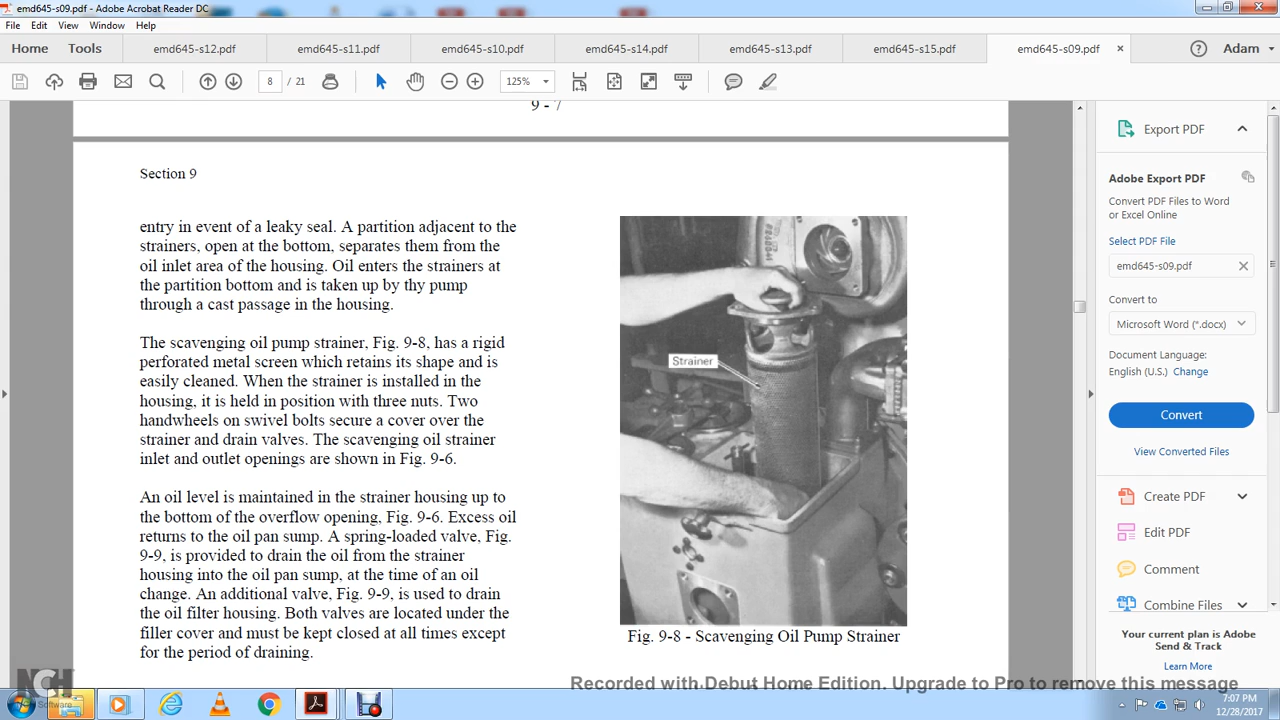 emd645-s09.pdf - Adobe Acrobat Reader DC
File Edit View Window Help
Home Tools emd645-s12.pdf emd645-s11.pdf emd645-s10.pdf emd645-s14.pdf emd645-s13.pdf emd645-s15.pdf emd645-s09.pdf × Adam
8 / 21 125%
9 - 7
Section 9
entry in event of a leaky seal. A partition adjacent to the
strainers, open at the bottom, separates them from the
oil inlet area of the housing. Oil enters the strainers at
the partition bottom and is taken up by thy pump
through a cast passage in the housing.
The scavenging oil pump strainer, Fig. 9-8, has a rigid
perforated metal screen which retains its shape and is
easily cleaned. When the strainer is installed in the
housing, it is held in position with three nuts. Two
handwheels on swivel bolts secure a cover over the
strainer and drain valves. The scavenging oil strainer
inlet and outlet openings are shown in Fig. 9-6.
An oil level is maintained in the strainer housing up to
the bottom of the overflow opening, Fig. 9-6. Excess oil
returns to the oil pan sump. A spring-loaded valve, Fig.
9-9, is provided to drain the oil from the strainer
housing into the oil pan sump, at the time of an oil
change. An additional valve, Fig. 9-9, is used to drain
the oil filter housing. Both valves are located under the
filler cover and must be kept closed at all times except
for the period of draining.
Strainer
Fig. 9-8 - Scavenging Oil Pump Strainer
Export PDF
Adobe Export PDF
Convert PDF Files to Word
or Excel Online
Select PDF File
emd645-s09.pdf
Convert to
Microsoft Word (*.docx)
Document Language:
English (U.S.) Change
Convert
View Converted Files
Create PDF
Edit PDF
Comment
Combine Files
Your current plan is Adobe
Send & Track
Learn More
NCH
Software
Recorded with Debut Home Edition. Upgrade to Pro to remove this message
7:07 PM
12/28/2017